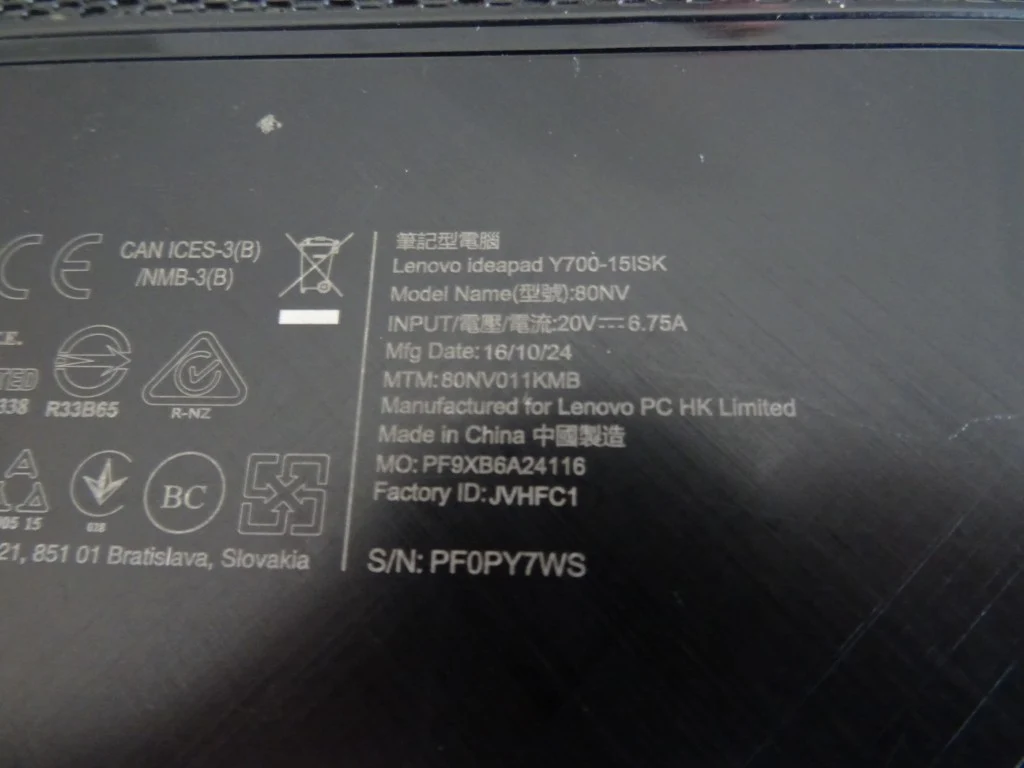 CE CAN ICES-3(B)
/NMB-3(B)
R33B65
R-NZ
BC
21, 851 01 Bratislava, Slovakia
筆記型電腦
Lenovo ideapad Y700-15ISK
Model Name(型號):80NV
INPUT/電壓/電流:20V⎓6.75A
Mfg Date: 16/10/24
MTM: 80NV011KMB
Manufactured for Lenovo PC HK Limited
Made in China 中國製造
MO: PF9XB6A24116
Factory ID: JVHFC1
S/N: PF0PY7WS